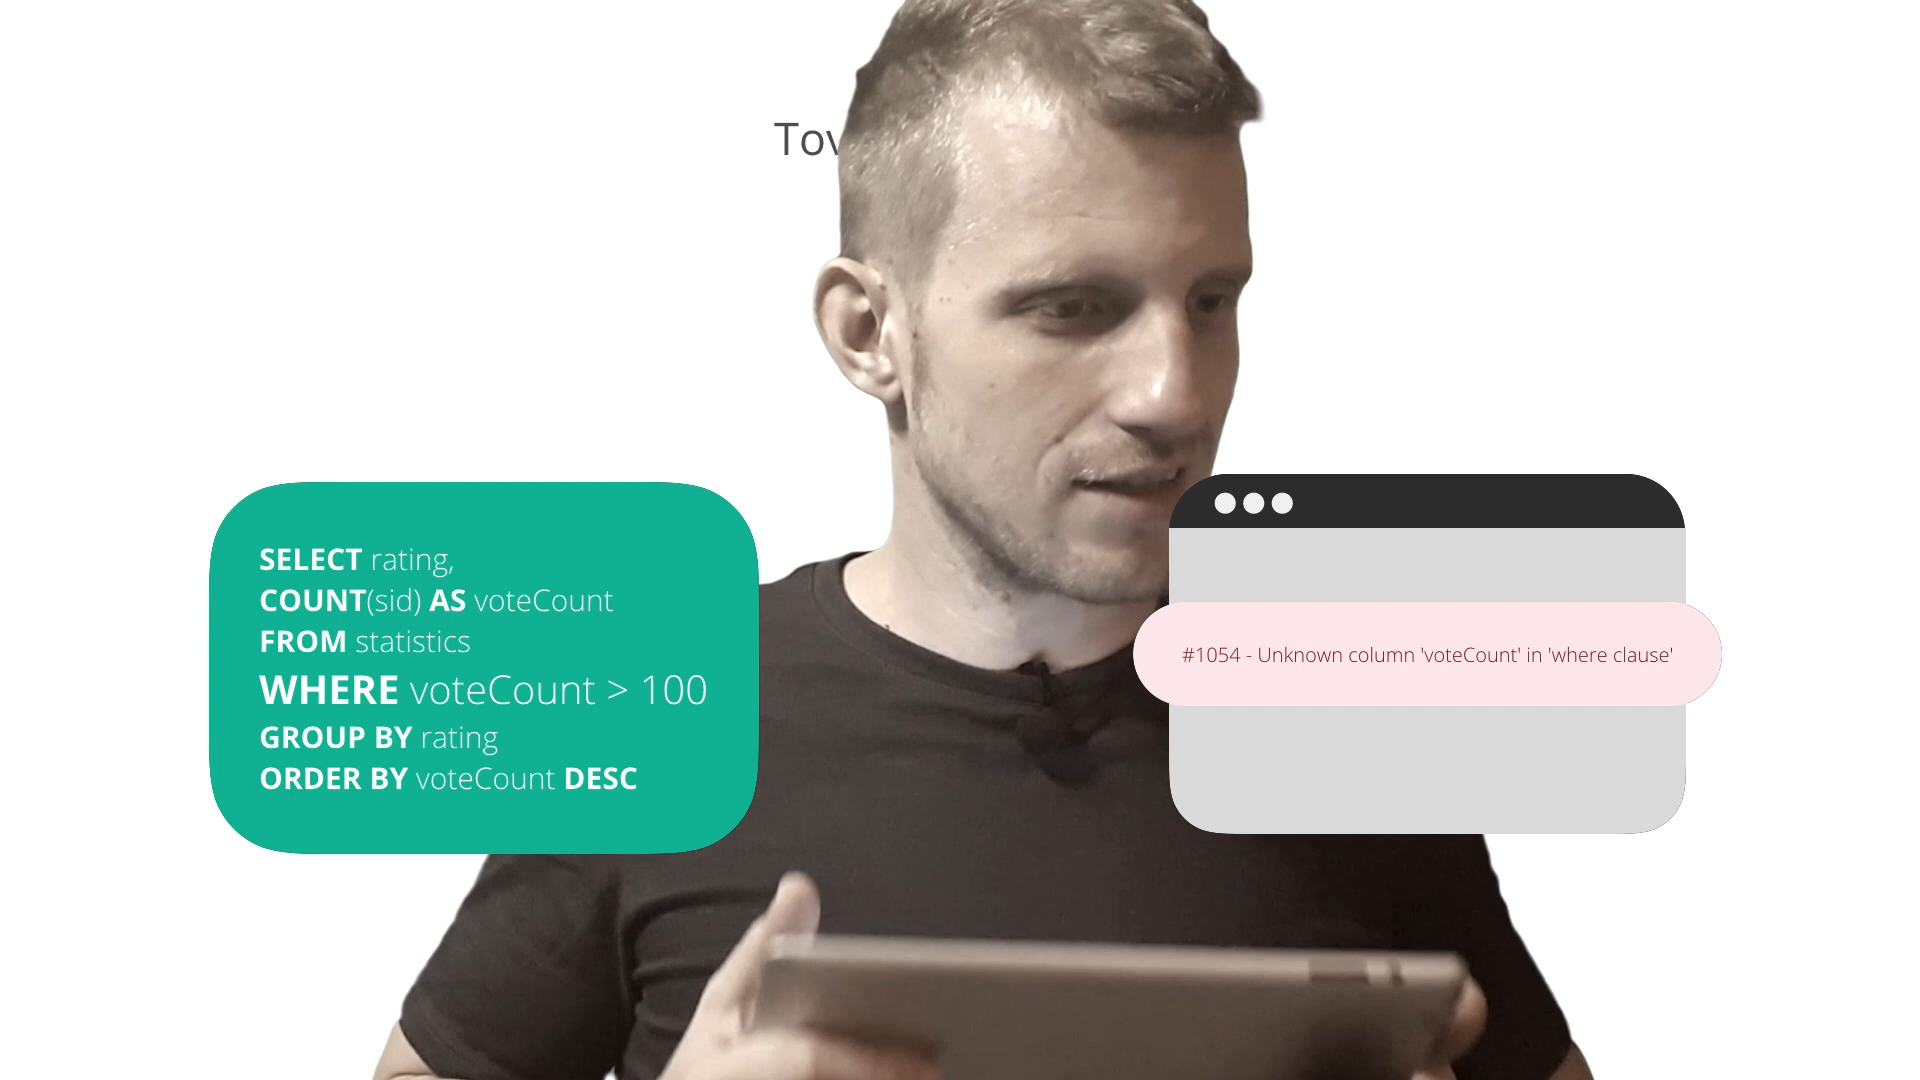 SELECT rating,
COUNT(sid) AS voteCount
FROM statistics
WHERE voteCount > 100
GROUP BY rating
ORDER BY voteCount DESC
#1054 - Unknown column 'voteCount' in 'where clause'